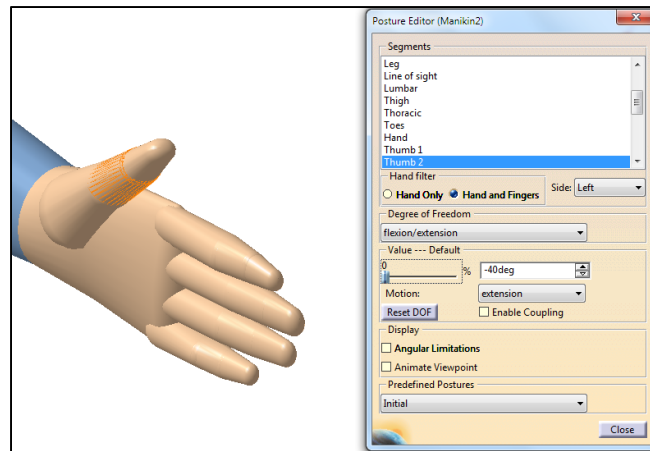 Posture Editor (Manikin2)
Segments
Leg
Line of sight
Lumbar
Thigh
Thoracic
Toes
Hand
Thumb 1
Thumb 2
Hand filter
Hand Only Hand and Fingers Side: Left
Degree of Freedom
flexion/extension
Value --- Default
0
% -40deg
Motion: extension
Reset DOF Enable Coupling
Display
Angular Limitations
Animate Viewpoint
Predefined Postures
Initial
Close